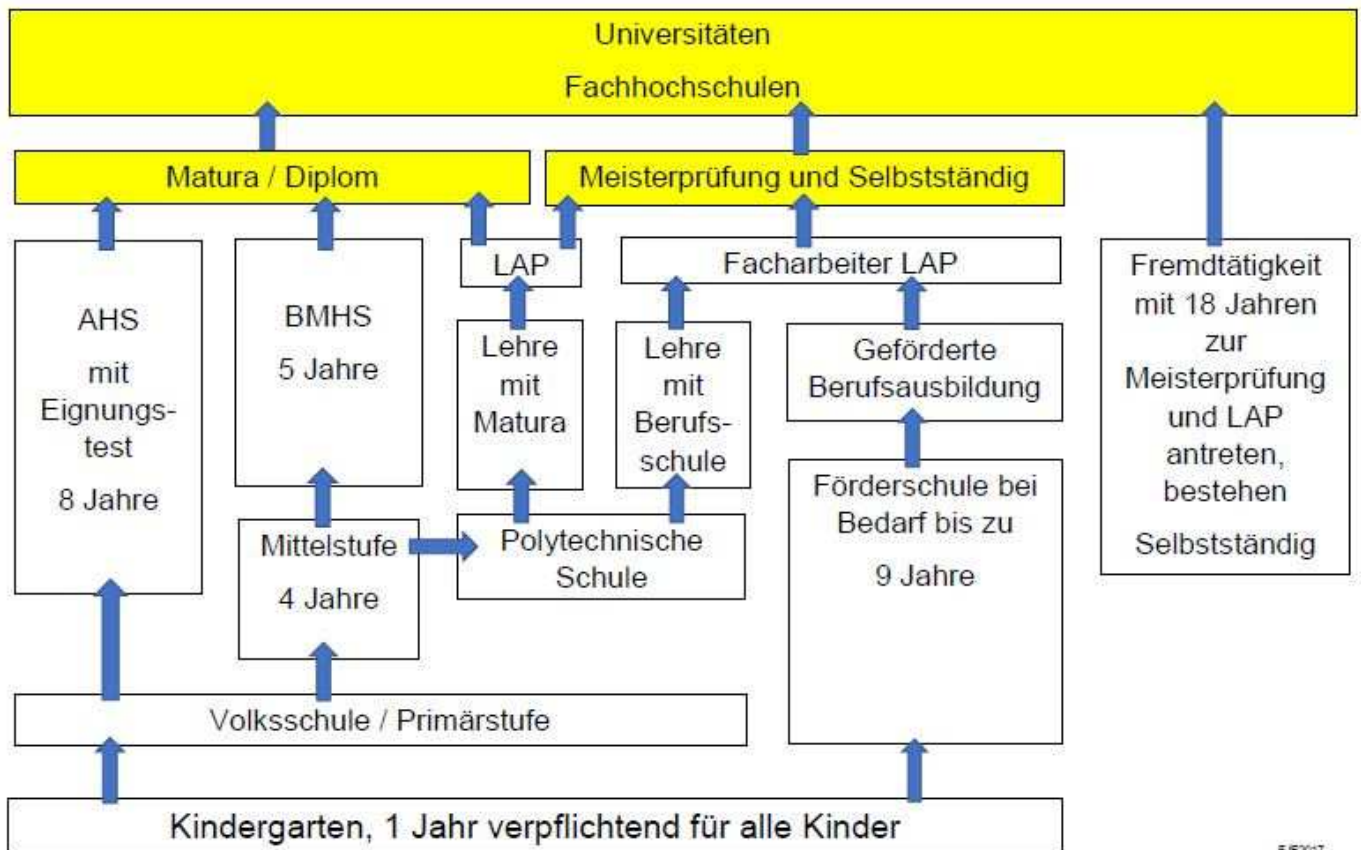 Universitäten
Fachhochschulen
Matura / Diplom
Meisterprüfung und Selbstständig
AHS
mit
Eignungs-
test
8 Jahre
BMHS
5 Jahre
LAP
Facharbeiter LAP
Lehre
mit
Matura
Lehre
mit
Berufs-
schule
Geförderte
Berufsausbildung
Fremdtätigkeit
mit 18 Jahren
zur
Meisterprüfung
und LAP
antreten,
bestehen
Selbstständig
Mittelstufe
4 Jahre
Polytechnische
Schule
Förderschule bei
Bedarf bis zu
9 Jahre
Volksschule / Primärstufe
Kindergarten, 1 Jahr verpflichtend für alle Kinder